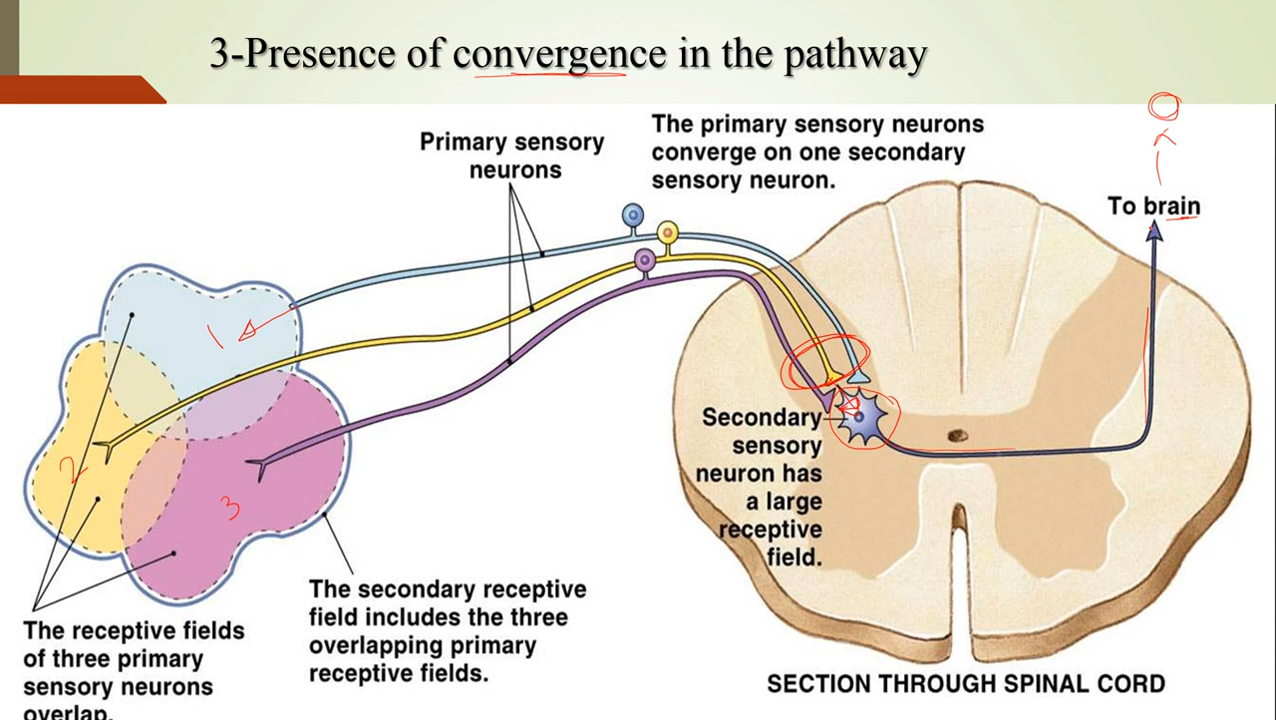 3-Presence of convergence in the pathway
Primary sensory
neurons
The primary sensory neurons
converge on one secondary
sensory neuron.
To brain
1
2
3
Secondary
sensory
neuron has
a large
receptive
field.
The secondary receptive
field includes the three
overlapping primary
receptive fields.
The receptive fields
of three primary
sensory neurons
overlap.
SECTION THROUGH SPINAL CORD